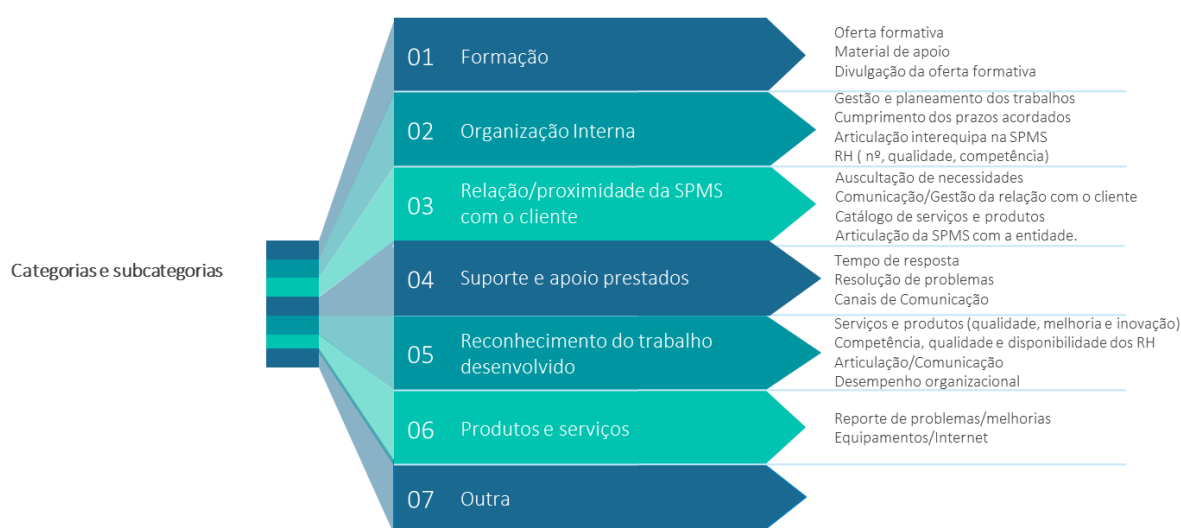 Categorias e subcategorias
01 Formação
Oferta formativa
Material de apoio
Divulgação da oferta formativa
02 Organização Interna
Gestão e planeamento dos trabalhos
Cumprimento dos prazos acordados
Articulação interequipa na SPMS
RH ( nº, qualidade, competência)
03 Relação/proximidade da SPMS
com o cliente
Auscultação de necessidades
Comunicação/Gestão da relação com o cliente
Catálogo de serviços e produtos
Articulação da SPMS com a entidade.
04 Suporte e apoio prestados
Tempo de resposta
Resolução de problemas
Canais de Comunicação
05 Reconhecimento do trabalho
desenvolvido
Serviços e produtos (qualidade, melhoria e inovação)
Competência, qualidade e disponibilidade dos RH
Articulação/Comunicação
Desempenho organizacional
06 Produtos e serviços
Reporte de problemas/melhorias
Equipamentos/Internet
07 Outra